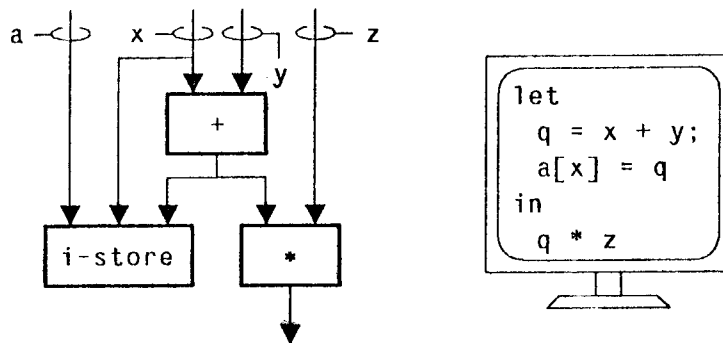 a x y z
+
i-store *
let
q = x + y;
a[x] = q
in
q * z